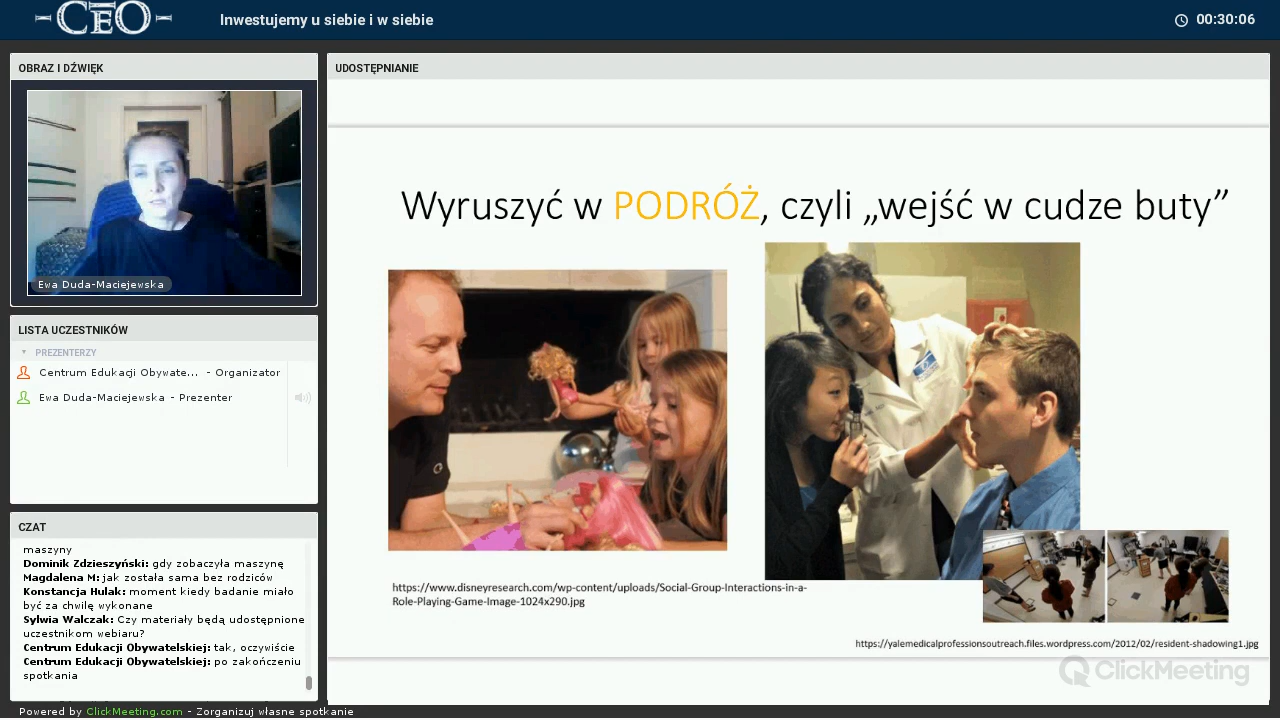 CEO
Inwestujemy u siebie i w siebie
00:30:06
OBRAZ I DŹWIĘK
Ewa Duda-Maciejewska
LISTA UCZESTNIKÓW
PREZENTERZY
Centrum Edukacji Obywate... - Organizator
Ewa Duda-Maciejewska - Prezenter
CZAT
maszyny
Dominik Zdzieszyński: gdy zobaczyła maszynę
Magdalena M: jak została sama bez rodziców
Konstancja Hulak: moment kiedy badanie miało
być za chwilę wykonane
Sylwia Walczak: Czy materiały będą udostępnione
uczestnikom webiaru?
Centrum Edukacji Obywatelskiej: tak, oczywiście
Centrum Edukacji Obywatelskiej: po zakończeniu
spotkania
Powered by ClickMeeting.com - Zorganizuj własne spotkanie
UDOSTĘPNIANIE
Wyruszyć w PODRÓŻ, czyli „wejść w cudze buty”
https://www.disneyresearch.com/wp-content/uploads/Social-Group-Interactions-in-a-
Role-Playing-Game-Image-1024x290.jpg
https://yalemedicalprofessionsoutreach.files.wordpress.com/2012/02/resident-shadowing1.jpg
ClickMeeting